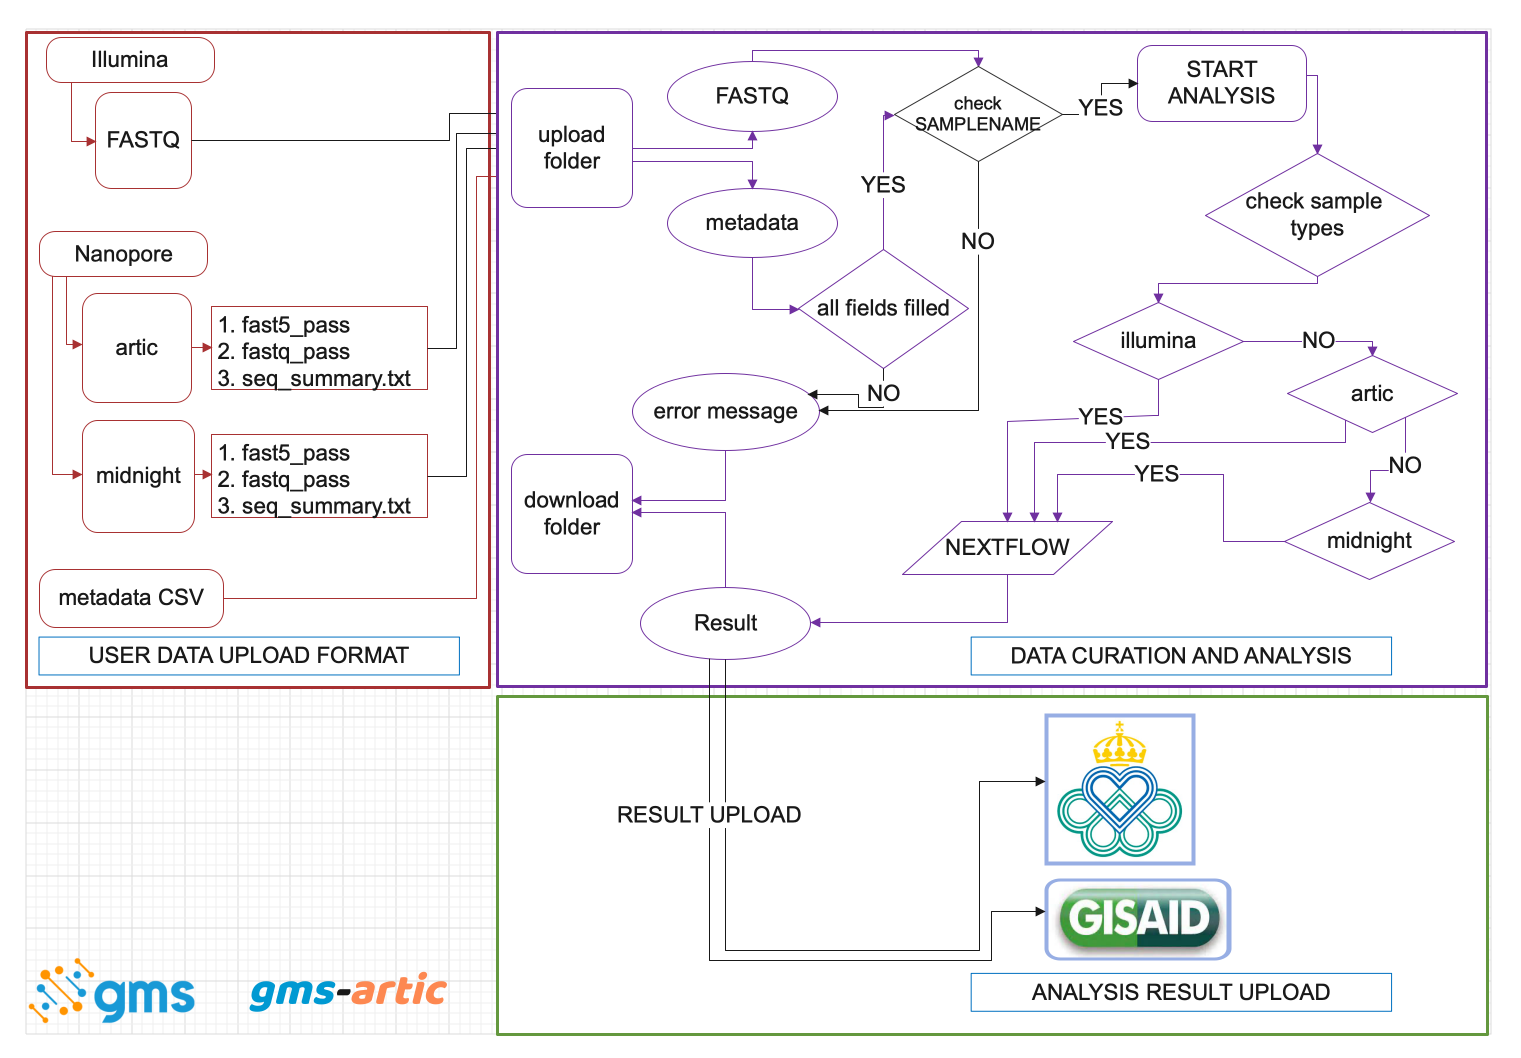 Illumina
FASTQ
Nanopore
artic
1. fast5_pass
2. fastq_pass
3. seq_summary.txt
midnight
1. fast5_pass
2. fastq_pass
3. seq_summary.txt
metadata CSV
USER DATA UPLOAD FORMAT
upload
folder
FASTQ
metadata
all fields filled
YES
NO
check
SAMPLENAME
YES
NO
error message
download
folder
START
ANALYSIS
check sample
types
illumina
NO
artic
YES
YES
NO
YES
midnight
NEXTFLOW
Result
DATA CURATION AND ANALYSIS
RESULT UPLOAD
GISAID
ANALYSIS RESULT UPLOAD
gms
gms-artic